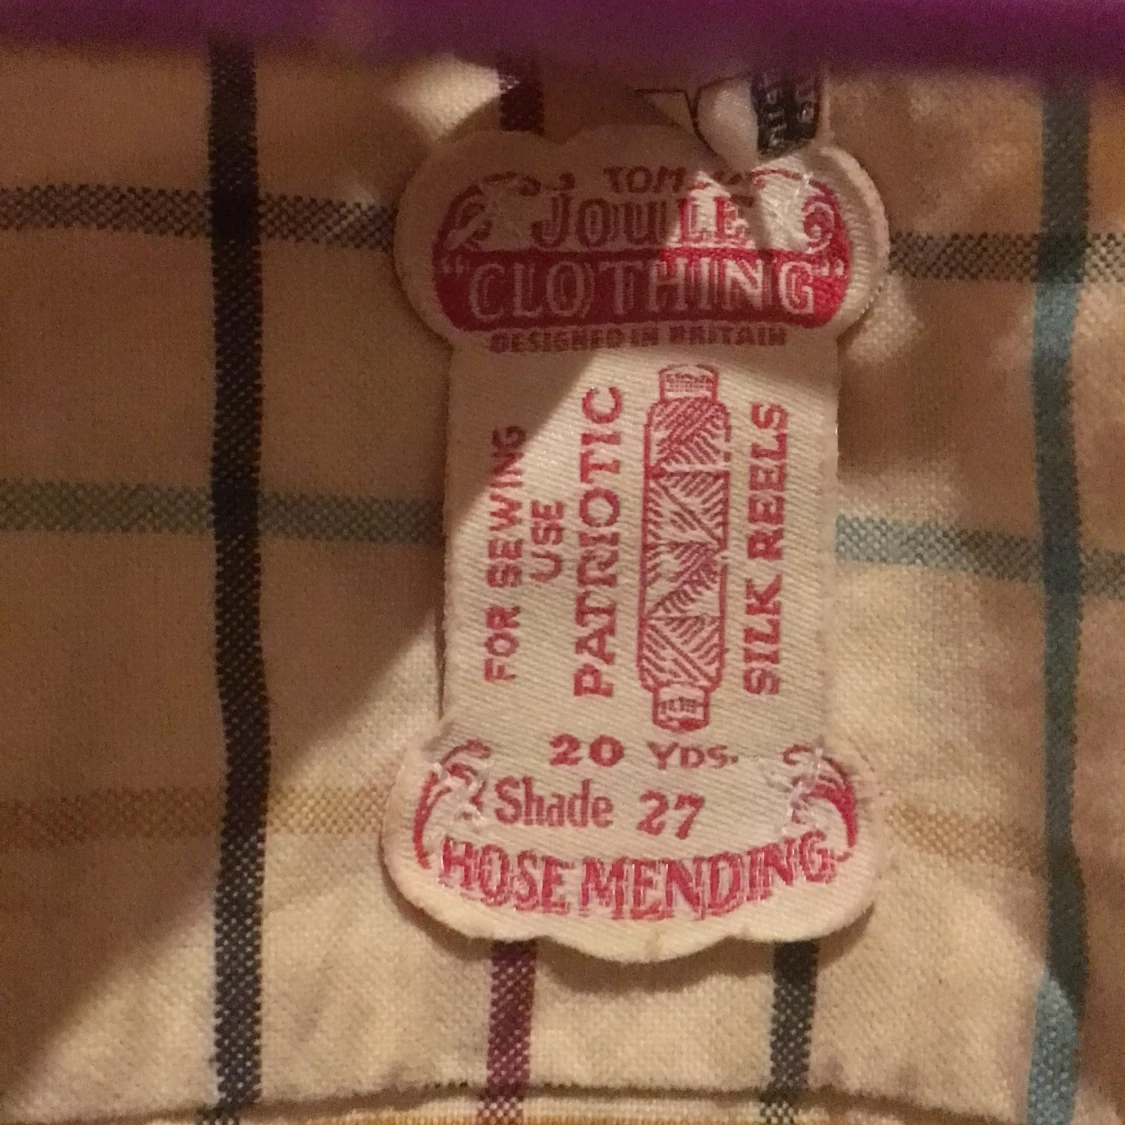 TOM
JOULE
"CLOTHING"
DESIGNED IN BRITAIN
FOR SEWING
USE
PATRIOTIC
SILK REELS
20 YDS.
Shade 27
HOSE MENDING